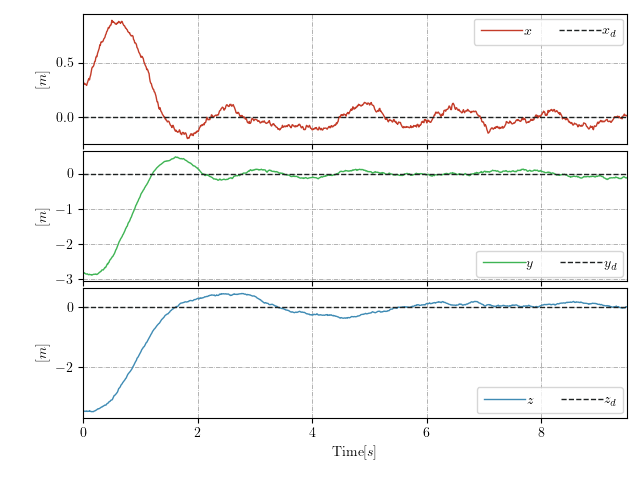 x x_d
0.5
0.0
[m]
0
−1
−2
−3
[m]
y y_d
0
−2
[m]
z z_d
0 2 4 6 8
Time[s]